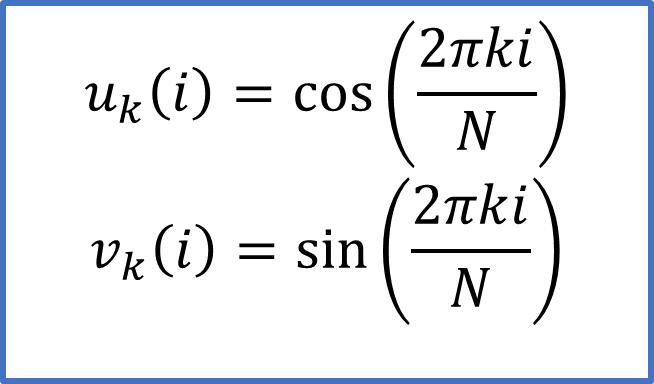 u_k(i) = cos(2πki/N)
v_k(i) = sin(2πki/N)